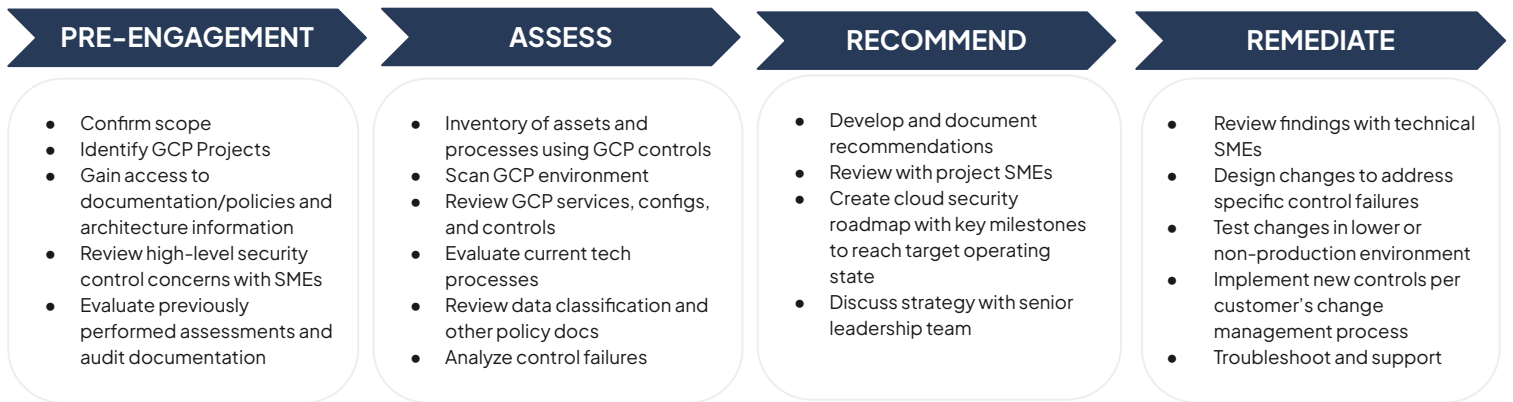 PRE-ENGAGEMENT
● Confirm scope
● Identify GCP Projects
● Gain access to
documentation/policies and
architecture information
● Review high-level security
control concerns with SMEs
● Evaluate previously
performed assessments and
audit documentation
ASSESS
● Inventory of assets and
processes using GCP controls
● Scan GCP environment
● Review GCP services, configs,
and controls
● Evaluate current tech
processes
● Review data classification and
other policy docs
● Analyze control failures
RECOMMEND
● Develop and document
recommendations
● Review with project SMEs
● Create cloud security
roadmap with key milestones
to reach target operating
state
● Discuss strategy with senior
leadership team
REMEDIATE
● Review findings with technical
SMEs
● Design changes to address
specific control failures
● Test changes in lower or
non-production environment
● Implement new controls per
customer's change
management process
● Troubleshoot and support